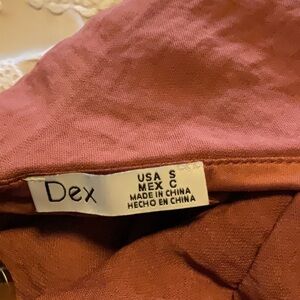 Dex
USA S
MEX C
MADE IN CHINA
HECHO EN CHINA